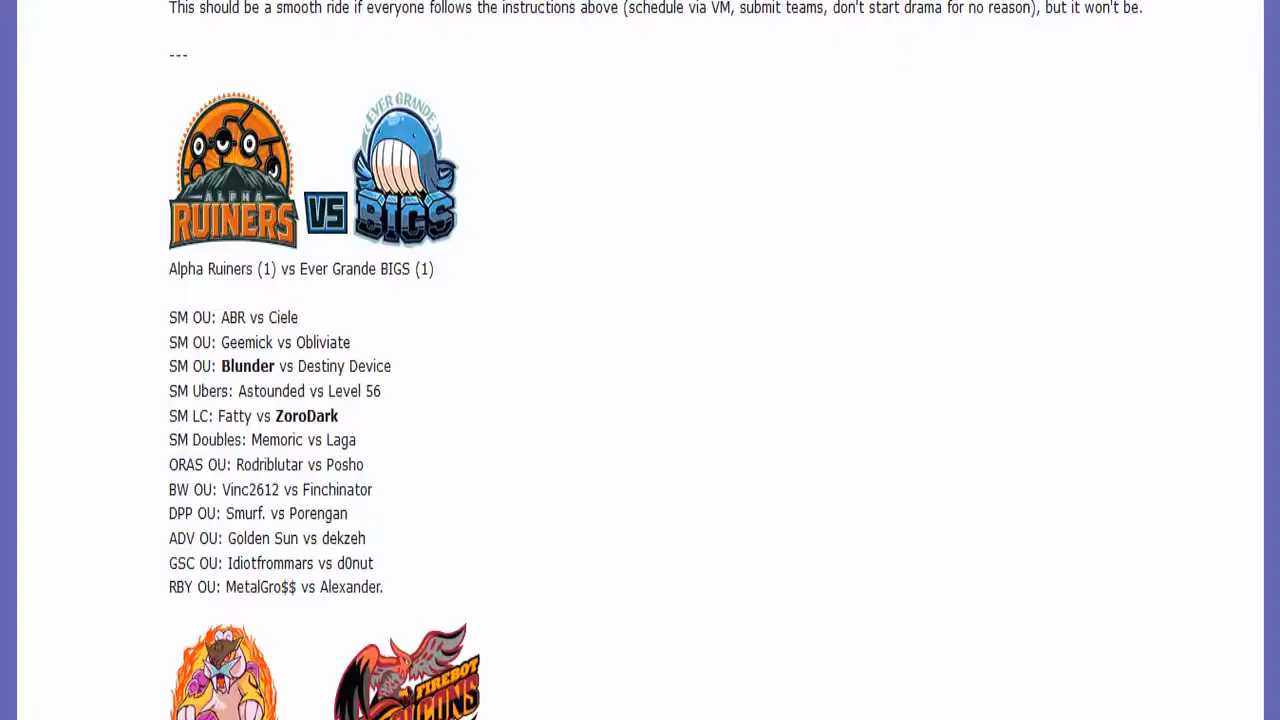 This should be a smooth ride if everyone follows the instructions above (schedule via VM, submit teams, don't start drama for no reason), but it won't be.
---
EVER GRANDE
ALPHA
RUINERS
VS
BIGS
Alpha Ruiners (1) vs Ever Grande BIGS (1)
SM OU: ABR vs Ciele
SM OU: Geemick vs Obliviate
SM OU: Blunder vs Destiny Device
SM Ubers: Astounded vs Level 56
SM LC: Fatty vs ZoroDark
SM Doubles: Memoric vs Laga
ORAS OU: Rodriblutar vs Posho
BW OU: Vinc2612 vs Finchinator
DPP OU: Smurf. vs Porengan
ADV OU: Golden Sun vs dekzeh
GSC OU: Idiotfrommars vs d0nut
RBY OU: MetalGro$$ vs Alexander.
FIREBOT